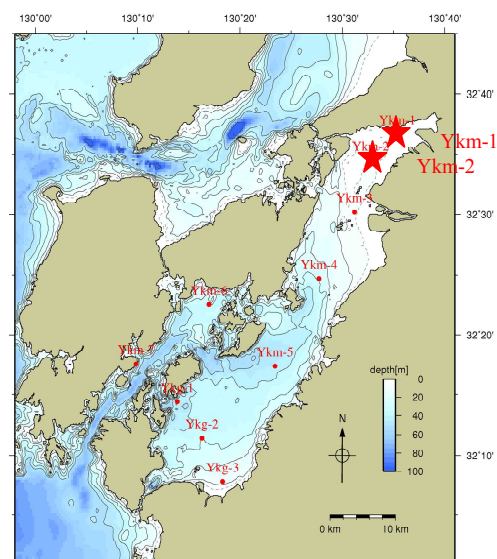 130˚00' 130˚10' 130˚20' 130˚30' 130˚40'
32˚40'
Ykm-1
Ykm-1
Ykm-2
Ykm-2
32˚30'
Ykm-3
Ykm-4
Ykm-6
32˚20'
Ykm-7
Ykm-5
depth[m]
0
20
40
60
80
100
Ykg-1
Ykg-2
N
32˚10'
Ykg-3
0 km 10 km